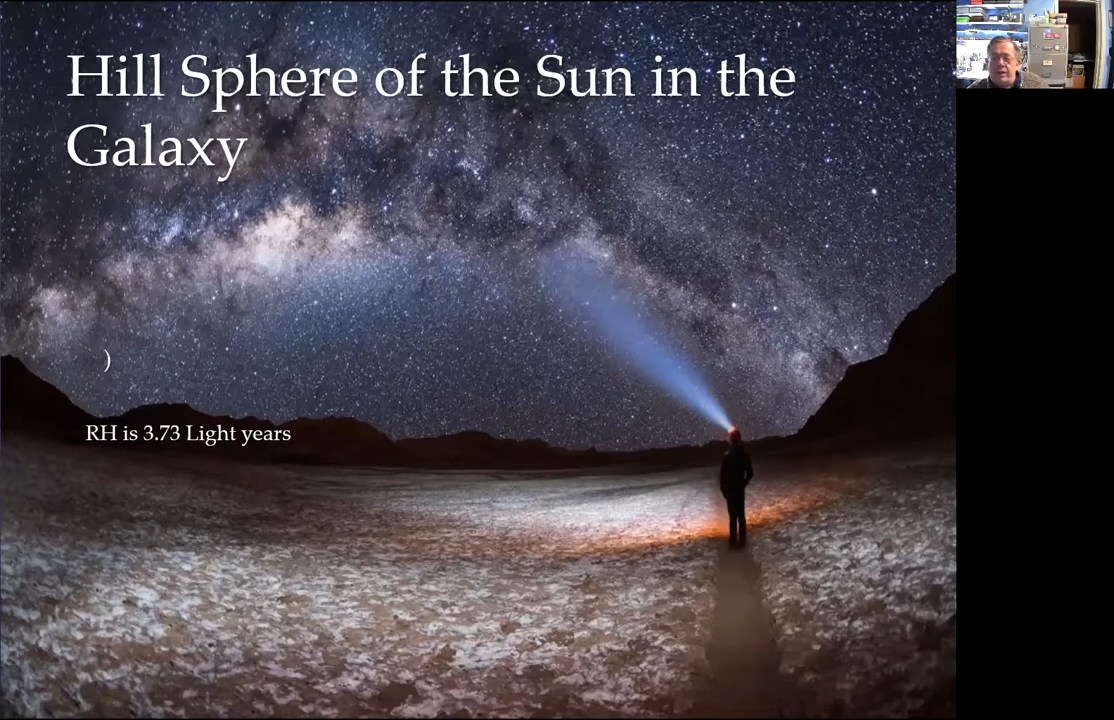 Hill Sphere of the Sun in the
Galaxy
)
RH is 3.73 Light years